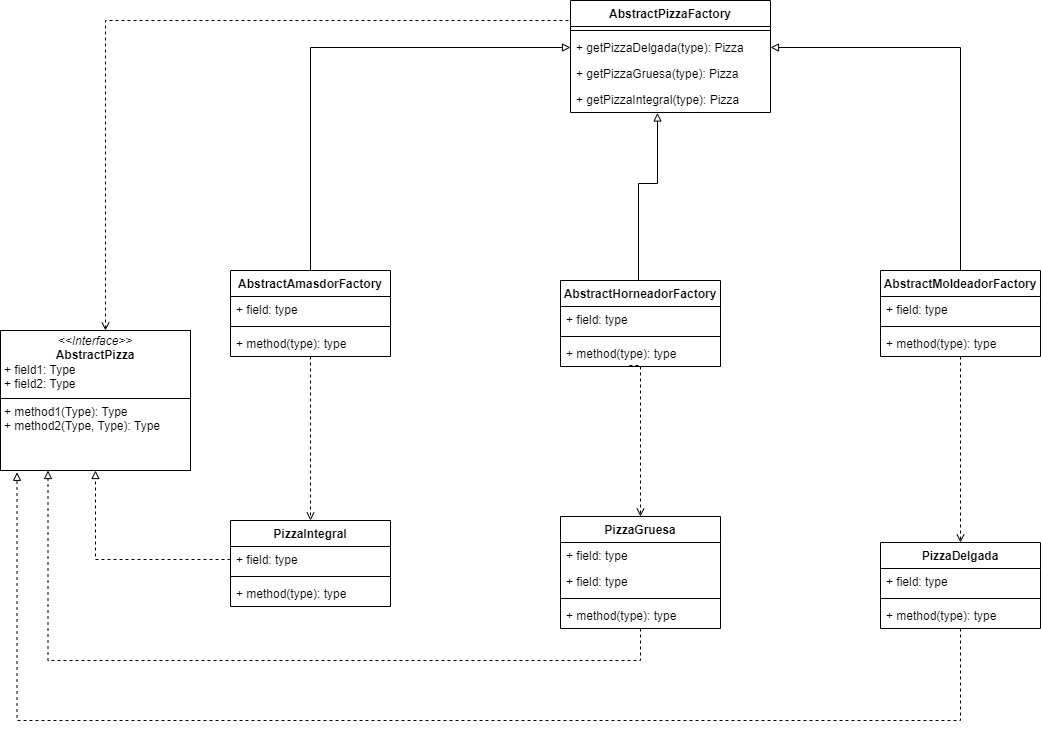 AbstractPizzaFactory
+ getPizzaDelgada(type): Pizza
+ getPizzaGruesa(type): Pizza
+ getPizzaIntegral(type): Pizza
AbstractAmasdorFactory
+ field: type
+ method(type): type
AbstractHorneadorFactory
+ field: type
+ method(type): type
AbstractMoldeadorFactory
+ field: type
+ method(type): type
<<Interface>>
AbstractPizza
+ field1: Type
+ field2: Type
+ method1(Type): Type
+ method2(Type, Type): Type
PizzaIntegral
+ field: type
+ method(type): type
PizzaGruesa
+ field: type
+ field: type
+ method(type): type
PizzaDelgada
+ field: type
+ method(type): type